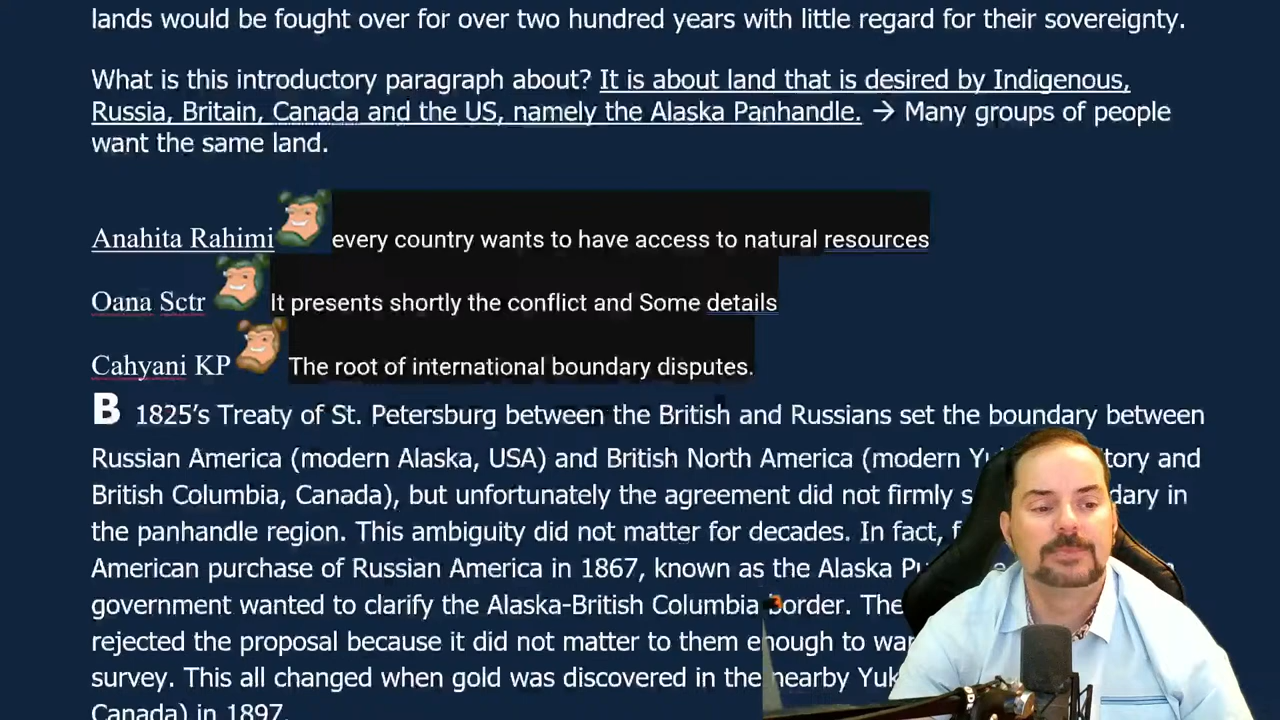 lands would be fought over for over two hundred years with little regard for their sovereignty.
What is this introductory paragraph about? It is about land that is desired by Indigenous,
Russia, Britain, Canada and the US, namely the Alaska Panhandle. → Many groups of people
want the same land.
Anahita Rahimi every country wants to have access to natural resources
Oana Sctr It presents shortly the conflict and Some details
Cahyani KP The root of international boundary disputes.
B 1825’s Treaty of St. Petersburg between the British and Russians set the boundary between
Russian America (modern Alaska, USA) and British North America (modern and
British Columbia, Canada), but unfortunately the agreement did not firmly in
the panhandle region. This ambiguity did not matter for decades. In fact,
American purchase of Russian America in 1867, known as the Alaska
government wanted to clarify the Alaska-British Columbia border. The
rejected the proposal because it did not matter to them enough to
survey. This all changed when gold was discovered in the nearby
Canada) in 1897.